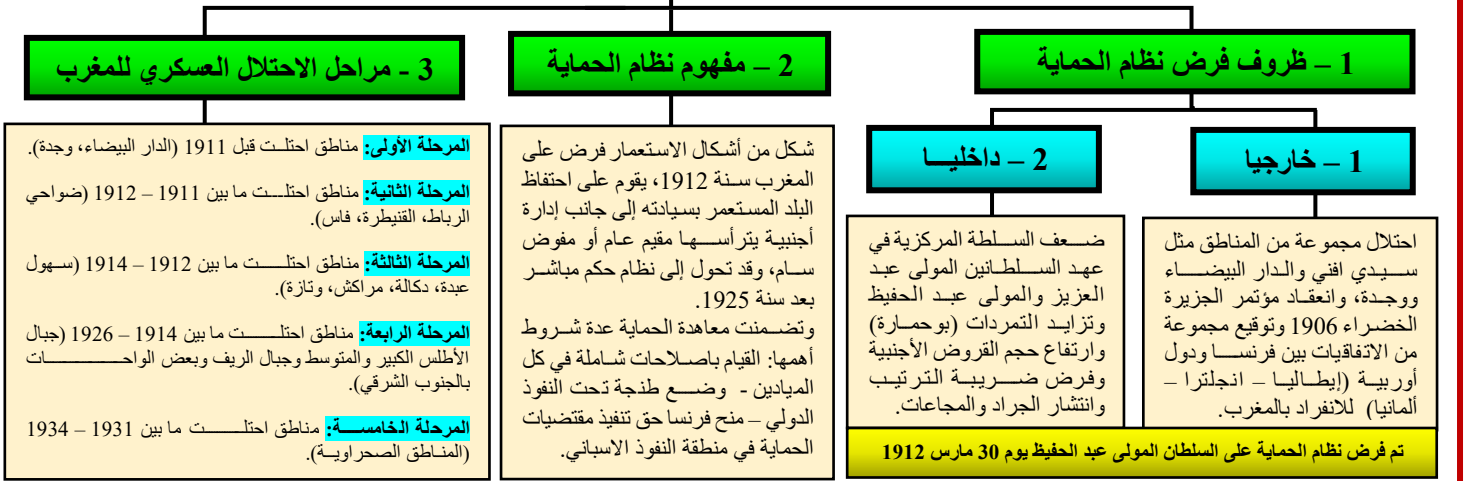 1 – ظروف فرض نظام الحماية
1 – خارجيا
احتلال مجموعة من المناطق مثل
سيدي افني والدار البيضاء
ووجدة، وانعقاد مؤتمر الجزيرة
الخضراء 1906 وتوقيع مجموعة
من الاتفاقيات بين فرنسا ودول
أوربية (إيطاليا – انجلترا –
ألمانيا) للانفراد بالمغرب.
2 – داخليا
ضعف السلطة المركزية في
عهد السلطانين المولى عبد
العزيز والمولى عبد الحفيظ
وتزايد التمردات (بوحمارة)
وارتفاع حجم القروض الأجنبية
وفرض ضريبة الترتيب
وانتشار الجراد والمجاعات.
تم فرض نظام الحماية على السلطان المولى عبد الحفيظ يوم 30 مارس 1912
2 – مفهوم نظام الحماية
شكل من أشكال الاستعمار فرض على
المغرب سنة 1912، يقوم على احتفاظ
البلد المستعمر بسيادته إلى جانب إدارة
أجنبية يترأسها مقيم عام أو مفوض
سام، وقد تحول إلى نظام حكم مباشر
بعد سنة 1925.
وتضمنت معاهدة الحماية عدة شروط
أهمها: القيام باصلاحات شاملة في كل
الميادين - وضع طنجة تحت النفوذ
الدولي – منح فرنسا حق تنفيذ مقتضيات
الحماية في منطقة النفوذ الاسباني.
3 - مراحل الاحتلال العسكري للمغرب
المرحلة الأولى: مناطق احتلت قبل 1911 (الدار البيضاء، وجدة).
المرحلة الثانية: مناطق احتلت ما بين 1911 – 1912 (ضواحي
الرباط، القنيطرة، فاس).
المرحلة الثالثة: مناطق احتلت ما بين 1912 – 1914 (سهول
عبدة، دكالة، مراكش، وتازة).
المرحلة الرابعة: مناطق احتلت ما بين 1914 – 1926 (جبال
الأطلس الكبير والمتوسط وجبال الريف وبعض الواحات
بالجنوب الشرقي).
المرحلة الخامسة: مناطق احتلت ما بين 1931 – 1934
(المناطق الصحراوية).